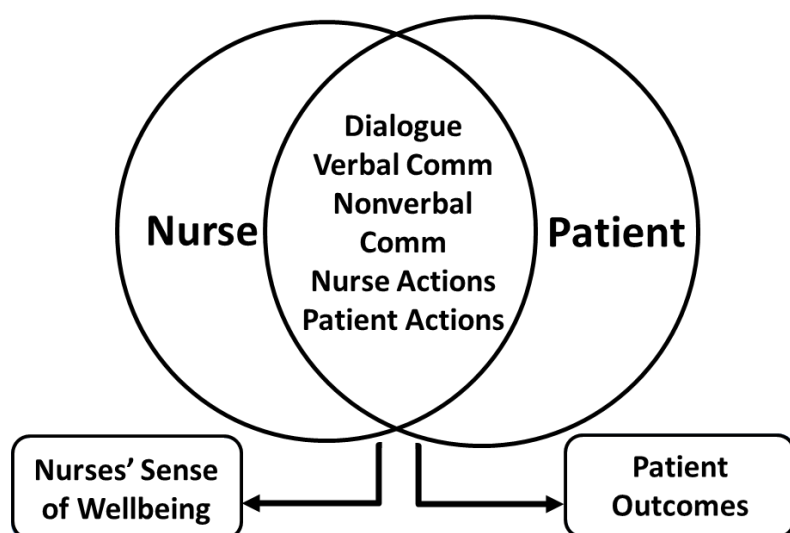 Dialogue
Verbal Comm
Nonverbal
Comm
Nurse Actions
Patient Actions
Nurse
Patient
Nurses’ Sense
of Wellbeing
Patient
Outcomes